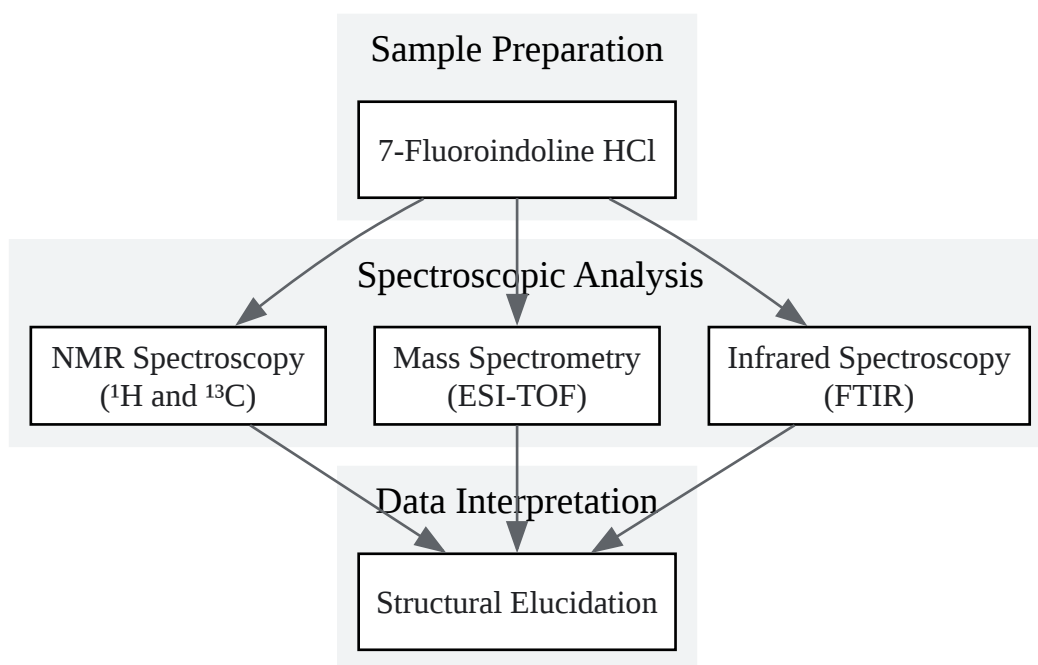 Sample Preparation
7-Fluoroindoline HCl
Spectroscopic Analysis
NMR Spectroscopy
(¹H and ¹³C)
Mass Spectrometry
(ESI-TOF)
Infrared Spectroscopy
(FTIR)
Data Interpretation
Structural Elucidation